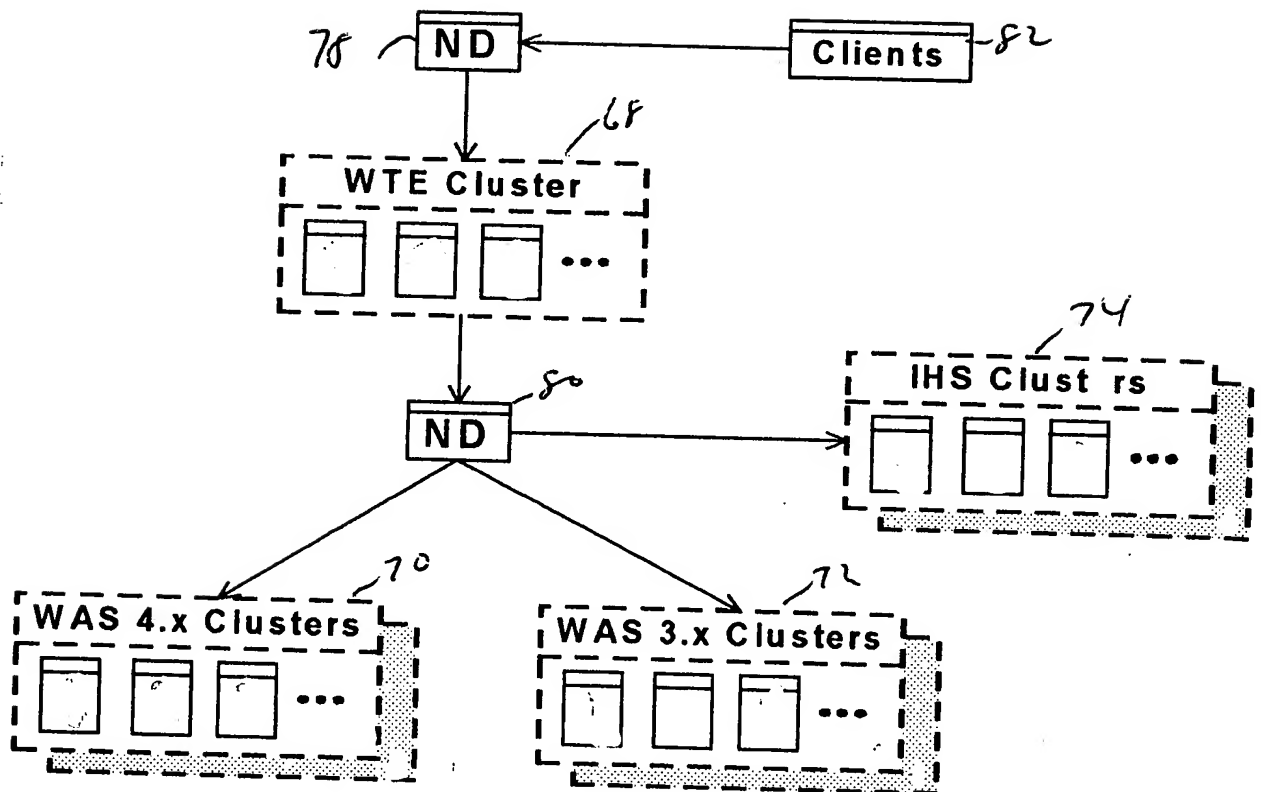 78 ND Clients 82
68
WTE Cluster
•••
74
80
IHS Clust rs
ND
•••
70
72
WAS 4.x Clusters
WAS 3.x Clusters
•••
•••